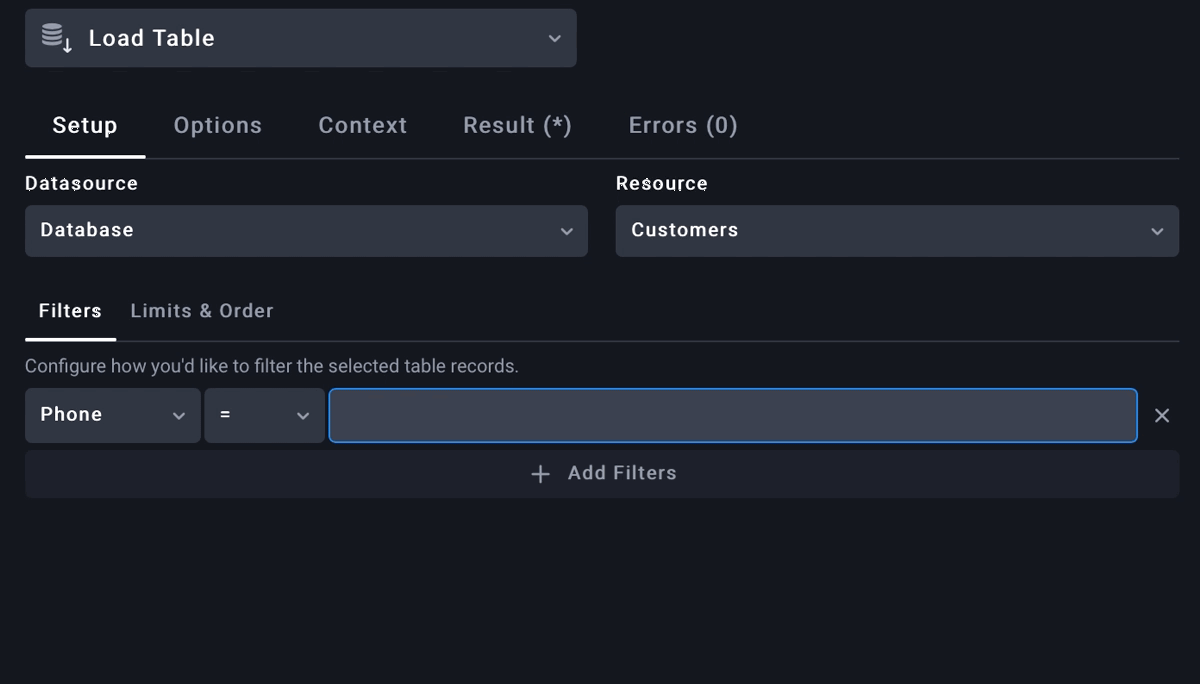 Load Table
Setup Options Context Result (*) Errors (0)
Datasource Resource
Database Customers
Filters Limits & Order
Configure how you'd like to filter the selected table records.
Phone =
Add Filters